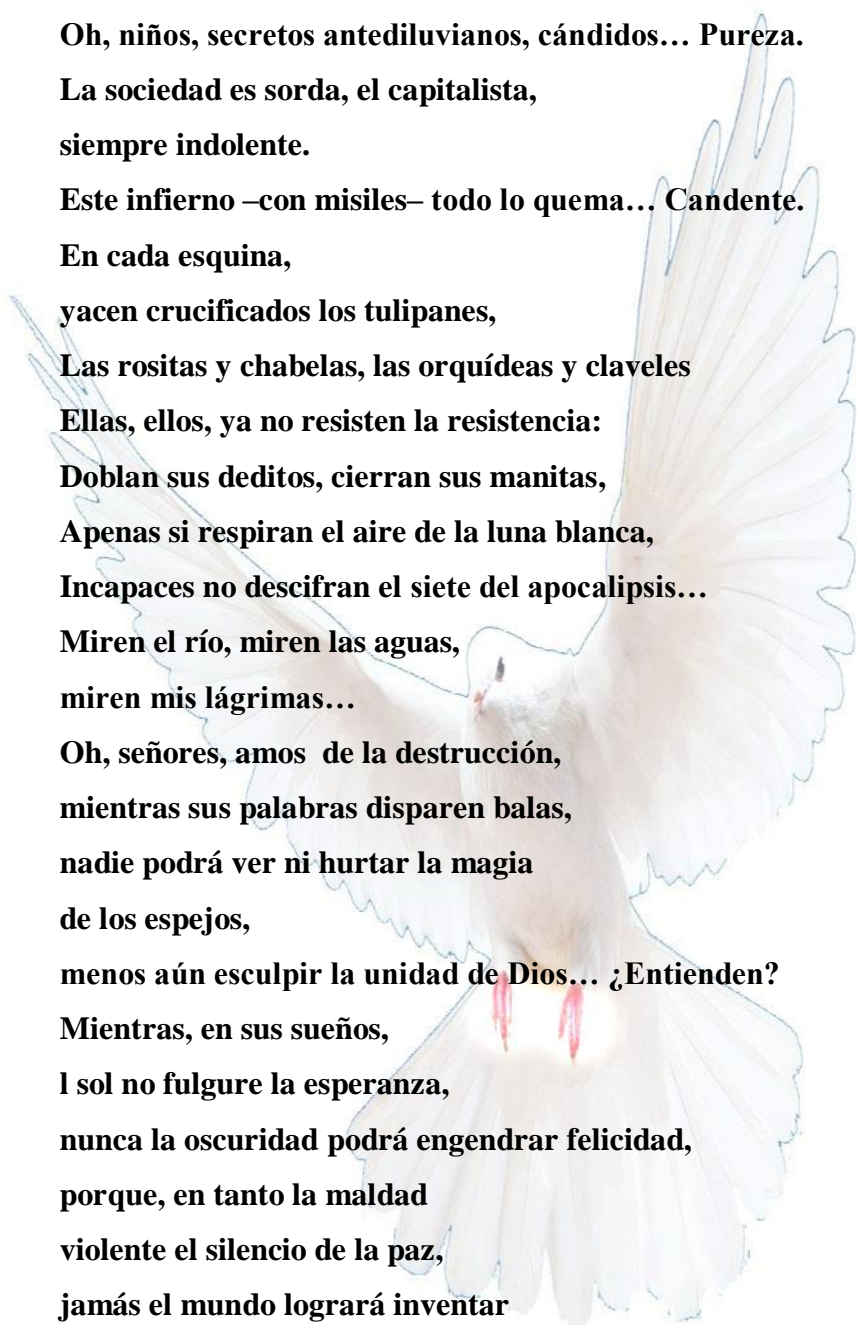 Oh, niños, secretos antediluvianos, cándidos… Pureza.
La sociedad es sorda, el capitalista,
siempre indolente.
Este infierno –con misiles– todo lo quema… Candente.
En cada esquina,
yacen crucificados los tulipanes,
Las rositas y chabelas, las orquídeas y claveles
Ellas, ellos, ya no resisten la resistencia:
Doblan sus deditos, cierran sus manitas,
Apenas si respiran el aire de la luna blanca,
Incapaces no descifran el siete del apocalipsis…
Miren el río, miren las aguas,
miren mis lágrimas…
Oh, señores, amos  de la destrucción,
mientras sus palabras disparen balas,
nadie podrá ver ni hurtar la magia
de los espejos,
menos aún esculpir la unidad de Dios… ¿Entienden?
Mientras, en sus sueños,
l sol no fulgure la esperanza,
nunca la oscuridad podrá engendrar felicidad,
porque, en tanto la maldad
violente el silencio de la paz,
jamás el mundo logrará inventar